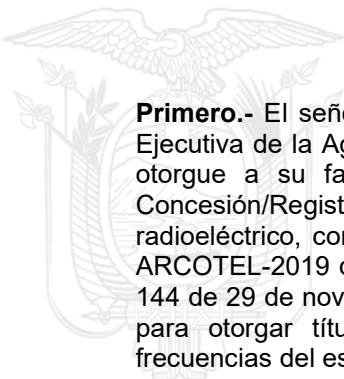 Primero.- El seño
Ejecutiva de la Ag
otorgue a su fa
Concesión/Regist
radioeléctrico, co
ARCOTEL-2019 d
144 de 29 de nov
para otorgar títu
frecuencias del es